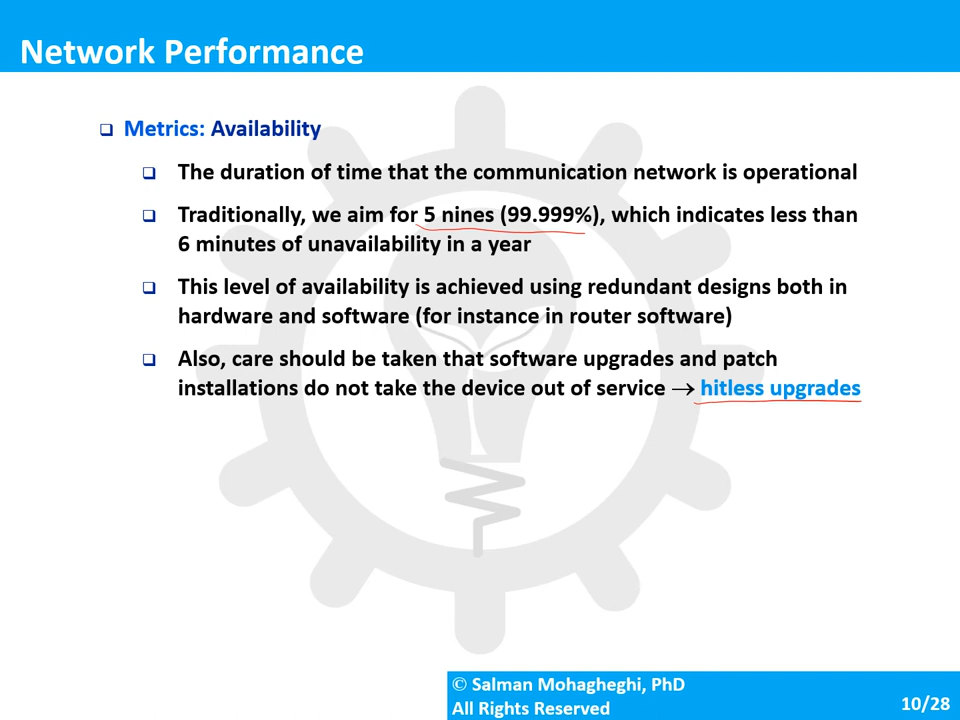 Network Performance
Metrics: Availability
The duration of time that the communication network is operational
Traditionally, we aim for 5 nines (99.999%), which indicates less than
6 minutes of unavailability in a year
This level of availability is achieved using redundant designs both in
hardware and software (for instance in router software)
Also, care should be taken that software upgrades and patch
installations do not take the device out of service → hitless upgrades
© Salman Mohagheghi, PhD
All Rights Reserved
10/28